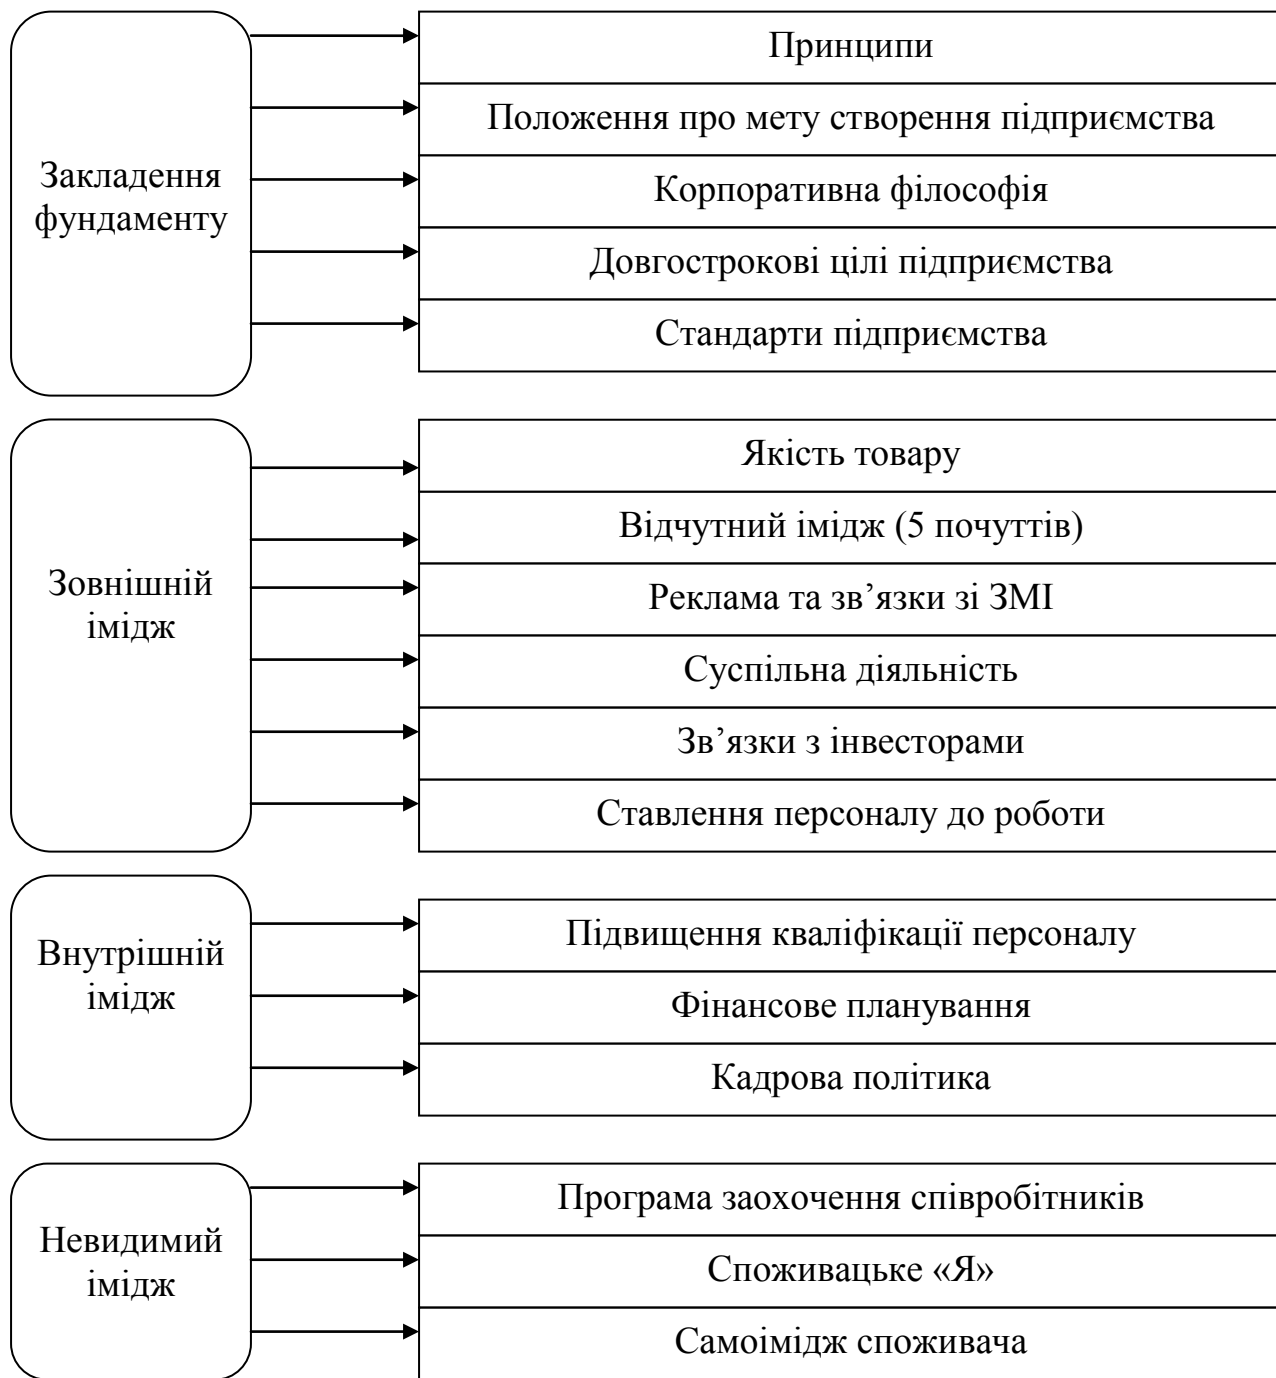 Закладення
фундаменту
Принципи
Положення про мету створення підприємства
Корпоративна філософія
Довгострокові цілі підприємства
Стандарти підприємства
Зовнішній
імідж
Якість товару
Відчутний імідж (5 почуттів)
Реклама та зв’язки зі ЗМІ
Суспільна діяльність
Зв’язки з інвесторами
Ставлення персоналу до роботи
Внутрішній
імідж
Підвищення кваліфікації персоналу
Фінансове планування
Кадрова політика
Невидимий
імідж
Програма заохочення співробітників
Споживацьке «Я»
Самоімідж споживача